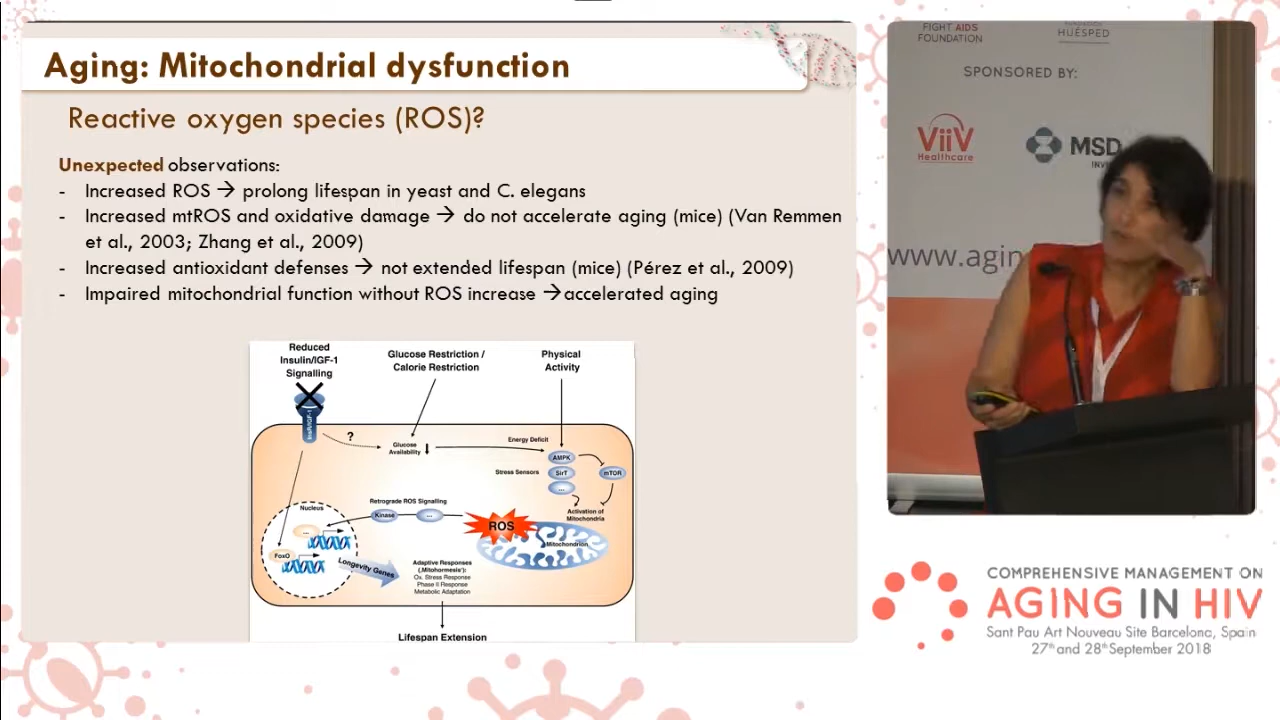 Aging: Mitochondrial dysfunction
Reactive oxygen species (ROS)?
Unexpected observations:
- Increased ROS → prolong lifespan in yeast and C. elegans
- Increased mtROS and oxidative damage → do not accelerate aging (mice) (Van Remmen
et al., 2003; Zhang et al., 2009)
- Increased antioxidant defenses → not extended lifespan (mice) (Pérez et al., 2009)
- Impaired mitochondrial function without ROS increase → accelerated aging
Reduced
Insulin/IGF-1
Signalling
Glucose Restriction /
Calorie Restriction
Physical
Activity
?
Glucose
Availability
Energy Deficit
Stress Sensors
AMPK
SirT
...
mTOR
Activation of
Mitochondria
Retrograde ROS Signalling
Kinase
...
ROS
Mitochondrion
Nucleus
...
FoxO
Longevity Genes
Adaptive Responses
('Mitohormesis'):
Ox. Stress Response
Phase II Response
Metabolic Adaptation
Lifespan Extension
FIGHT AIDS
FOUNDATION
HUÉSPED
SPONSORED BY:
ViiV
Healthcare
MSD
INV
www.agin
COMPREHENSIVE MANAGEMENT ON
AGING IN HIV
Sant Pau Art Nouveau Site Barcelona, Spain
27th and 28th September 2018